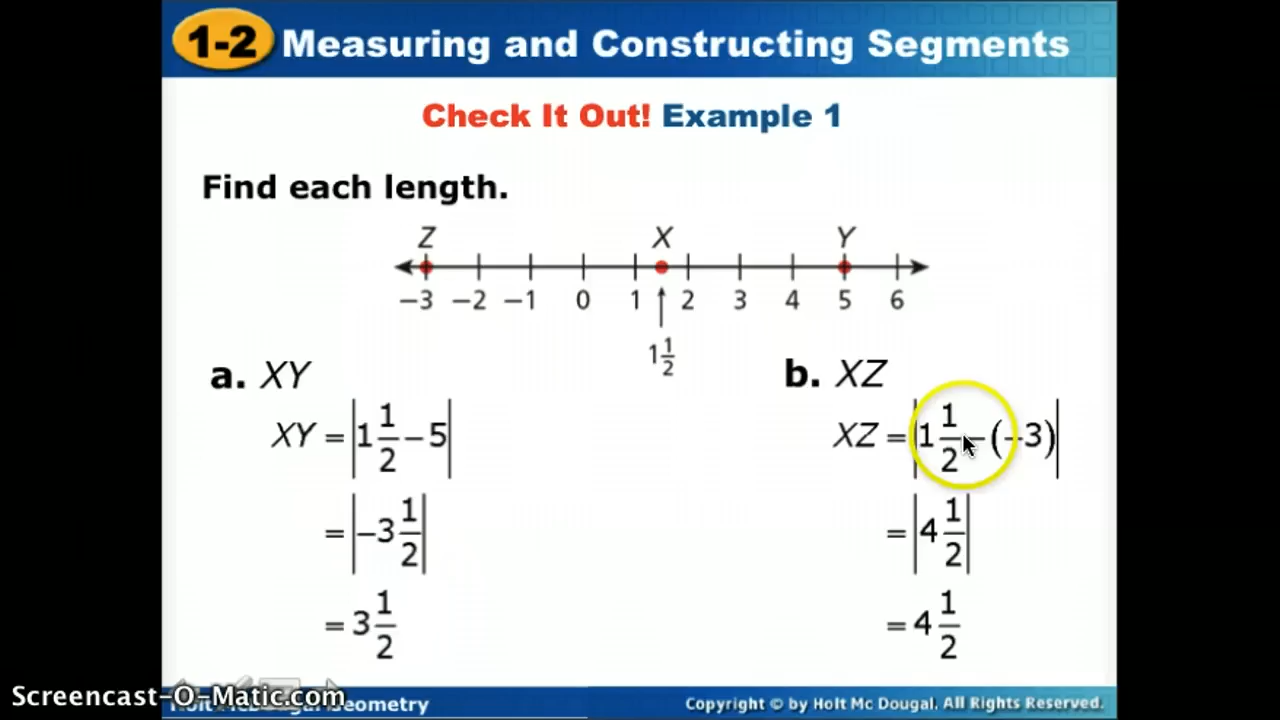 1-2 Measuring and Constructing Segments
Check It Out! Example 1
Find each length.
Z X Y
−3 −2 −1 0 1 2 3 4 5 6
1 1/2
a. XY
XY = |1 1/2 − 5|
= |−3 1/2|
= 3 1/2
b. XZ
XZ = |1 1/2 − (−3)|
= |4 1/2|
= 4 1/2
Screencast-O-Matic.com
Geometry
Copyright © by Holt Mc Dougal. All Rights Reserved.